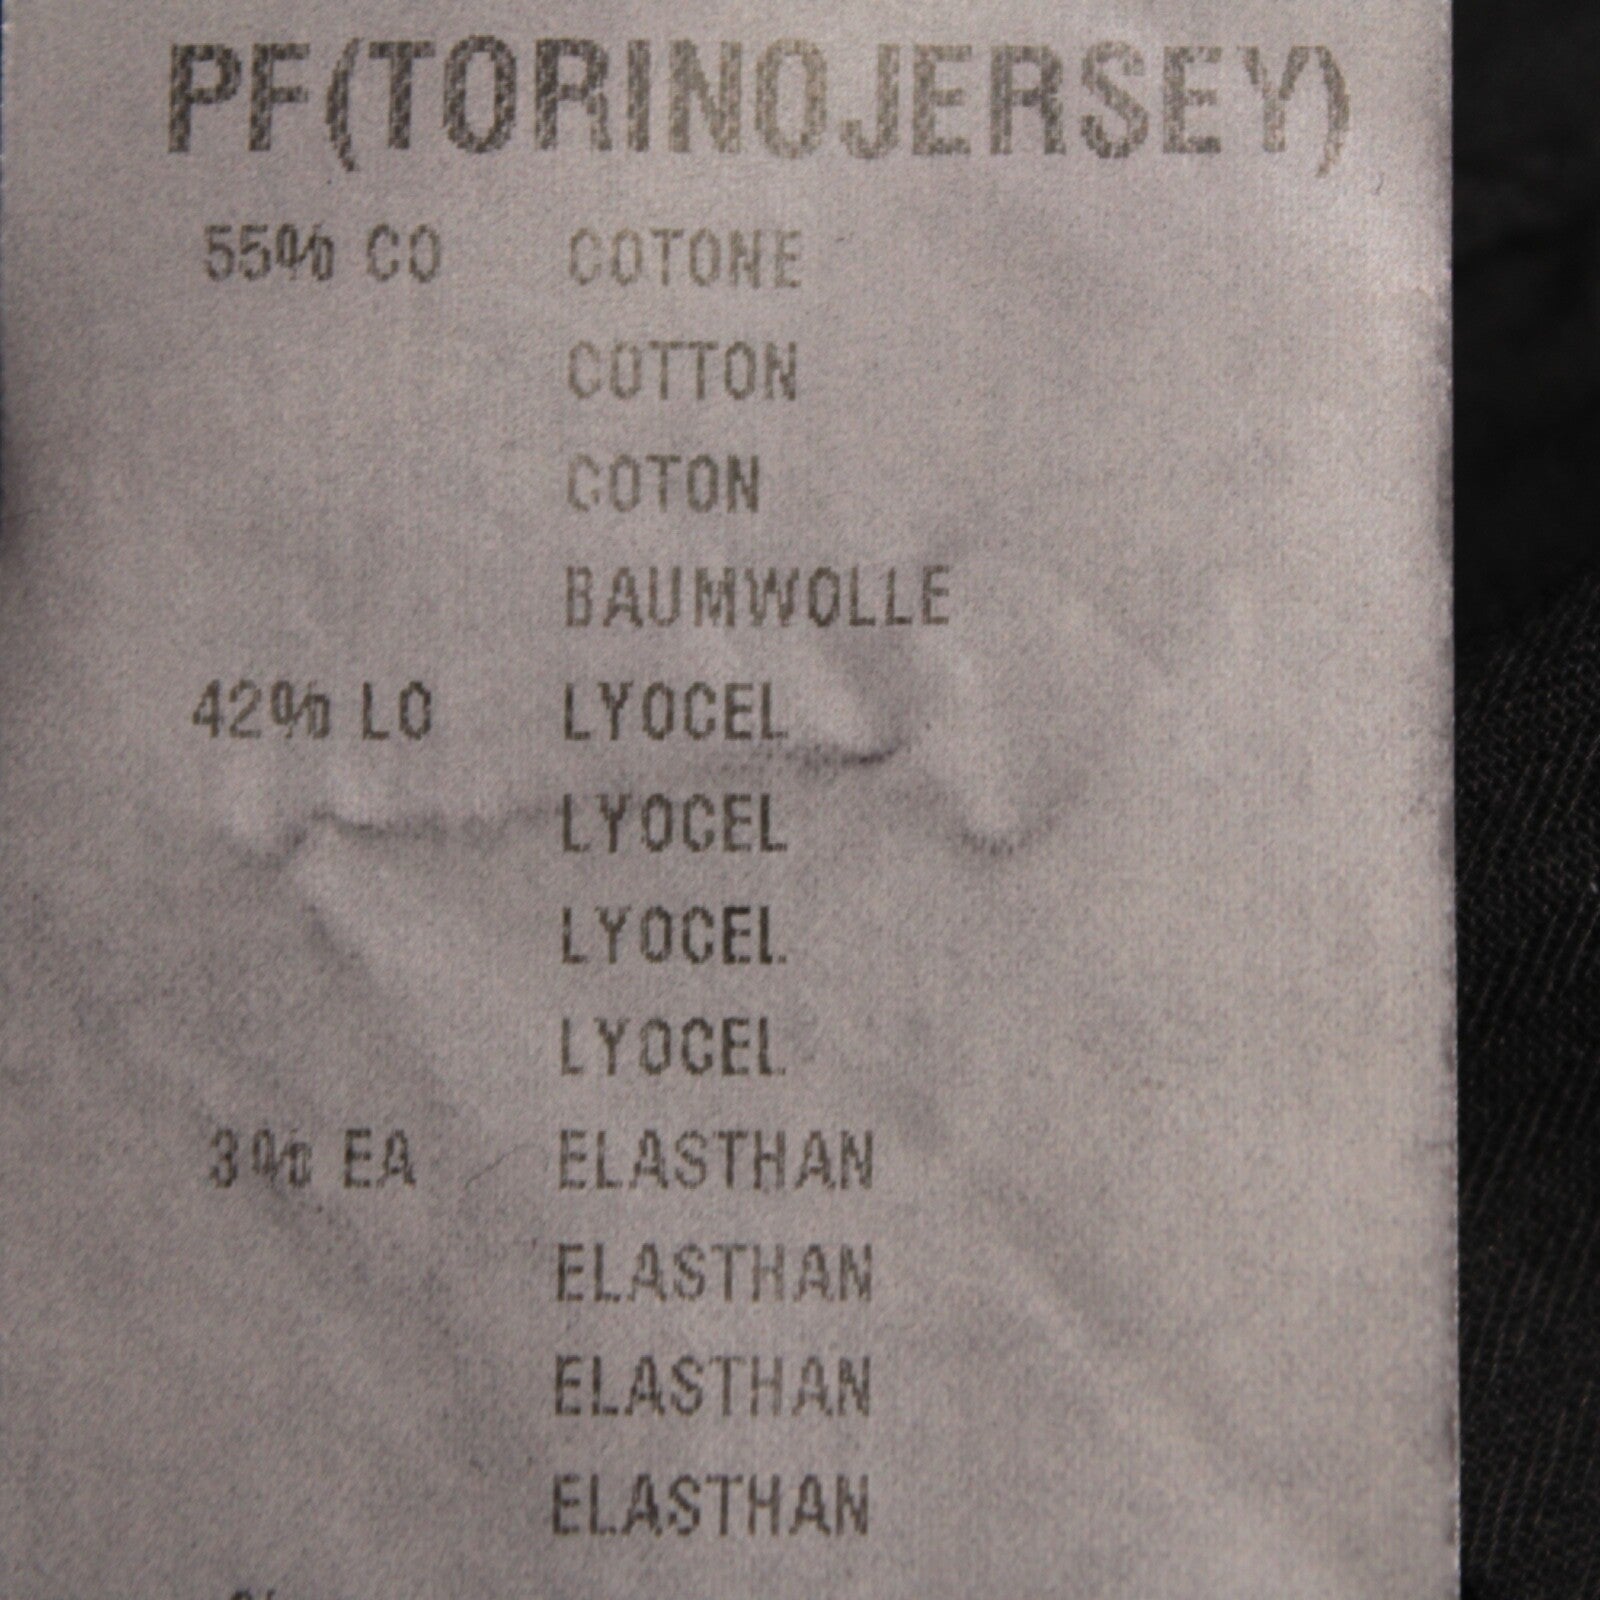 PF(TORINOJERSEY)
55% CO COTONE
COTTON
COTON
BAUMWOLLE
42% LO LYOCEL
LYOCEL
LYOCEL
LYOCEL
3% EA ELASTHAN
ELASTHAN
ELASTHAN
ELASTHAN